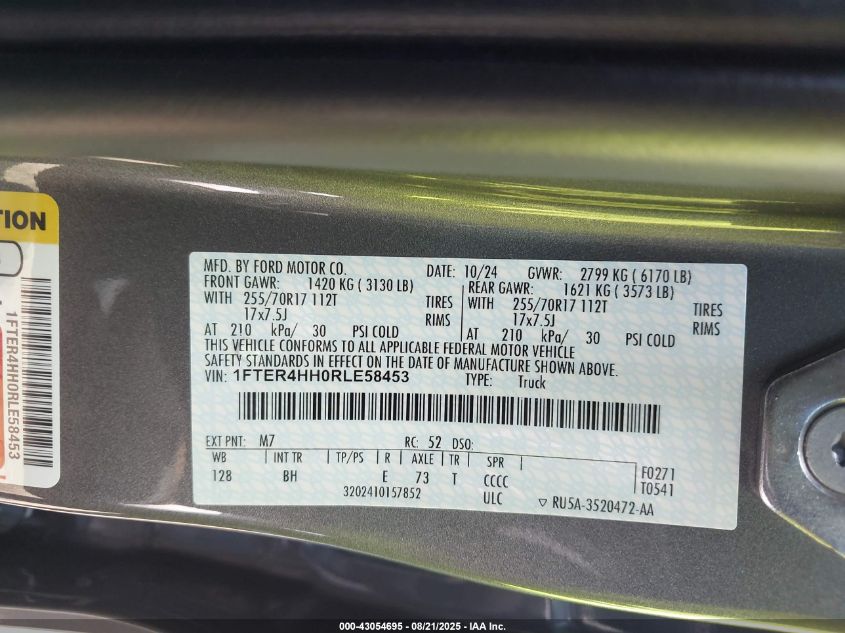 TION
1FTER4HH0RLE58453
MFD. BY FORD MOTOR CO. DATE: 10/24 GVWR: 2799 KG ( 6170 LB)
FRONT GAWR: 1420 KG ( 3130 LB) REAR GAWR: 1621 KG ( 3573 LB)
WITH 255/70R17 112T TIRES WITH 255/70R17 112T TIRES
17x7.5J RIMS 17x7.5J RIMS
AT 210 kPa/ 30 PSI COLD AT 210 kPa/ 30 PSI COLD
THIS VEHICLE CONFORMS TO ALL APPLICABLE FEDERAL MOTOR VEHICLE
SAFETY STANDARDS IN EFFECT ON THE DATE OF MANUFACTURE SHOWN ABOVE.
VIN: 1FTER4HH0RLE58453 TYPE: Truck
EXT PNT: M7 RC: 52 DSO:
WB INT TR TP/PS R AXLE TR SPR
128 BH E 73 T CCCC F0271
3202410157852 ULC T0541
▽ RU5A-3520472-AA
000-43054695 - 08/21/2025 - IAA Inc.